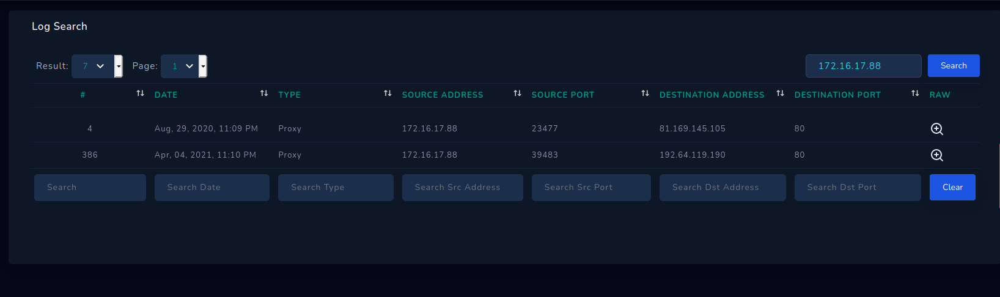 Log Search
Result: 7 Page: 1 172.16.17.88 Search
# DATE TYPE SOURCE ADDRESS SOURCE PORT DESTINATION ADDRESS DESTINATION PORT RAW
4 Aug, 29, 2020, 11:09 PM Proxy 172.16.17.88 23477 81.169.145.105 80
386 Apr, 04, 2021, 11:10 PM Proxy 172.16.17.88 39483 192.64.119.190 80
Search Search Date Search Type Search Src Address Search Src Port Search Dst Address Search Dst Port Clear